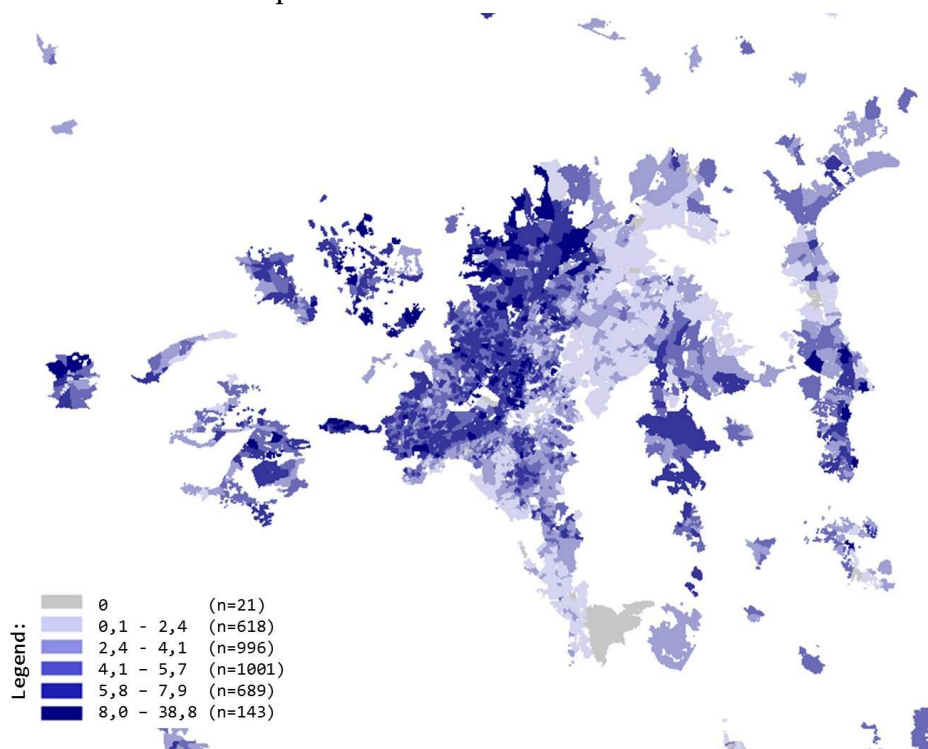 Legend:
0 (n=21)
0,1 - 2,4 (n=618)
2,4 - 4,1 (n=996)
4,1 – 5,7 (n=1001)
5,8 – 7,9 (n=689)
8,0 – 38,8 (n=143)